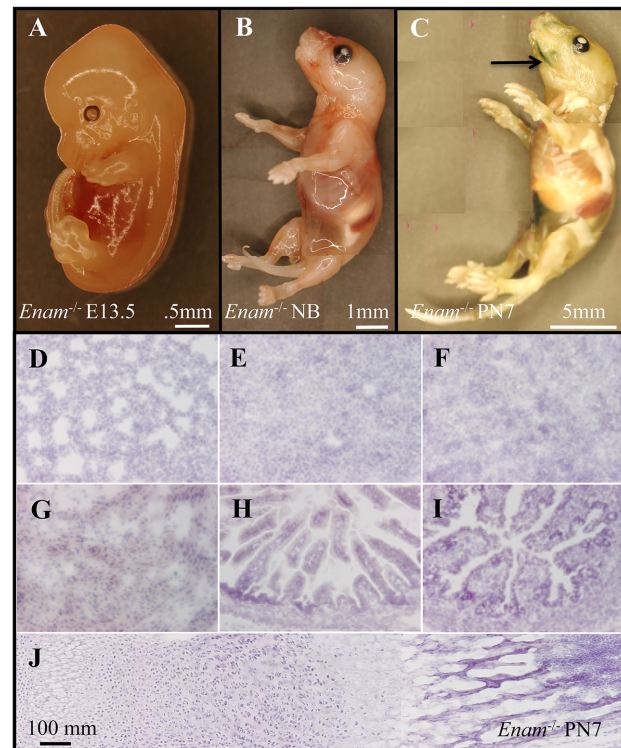 A
B
C
Enam-/- E13.5 .5mm
Enam-/- NB 1mm
Enam-/- PN7 5mm
D
E
F
G
H
I
J
100 mm
Enam-/- PN7